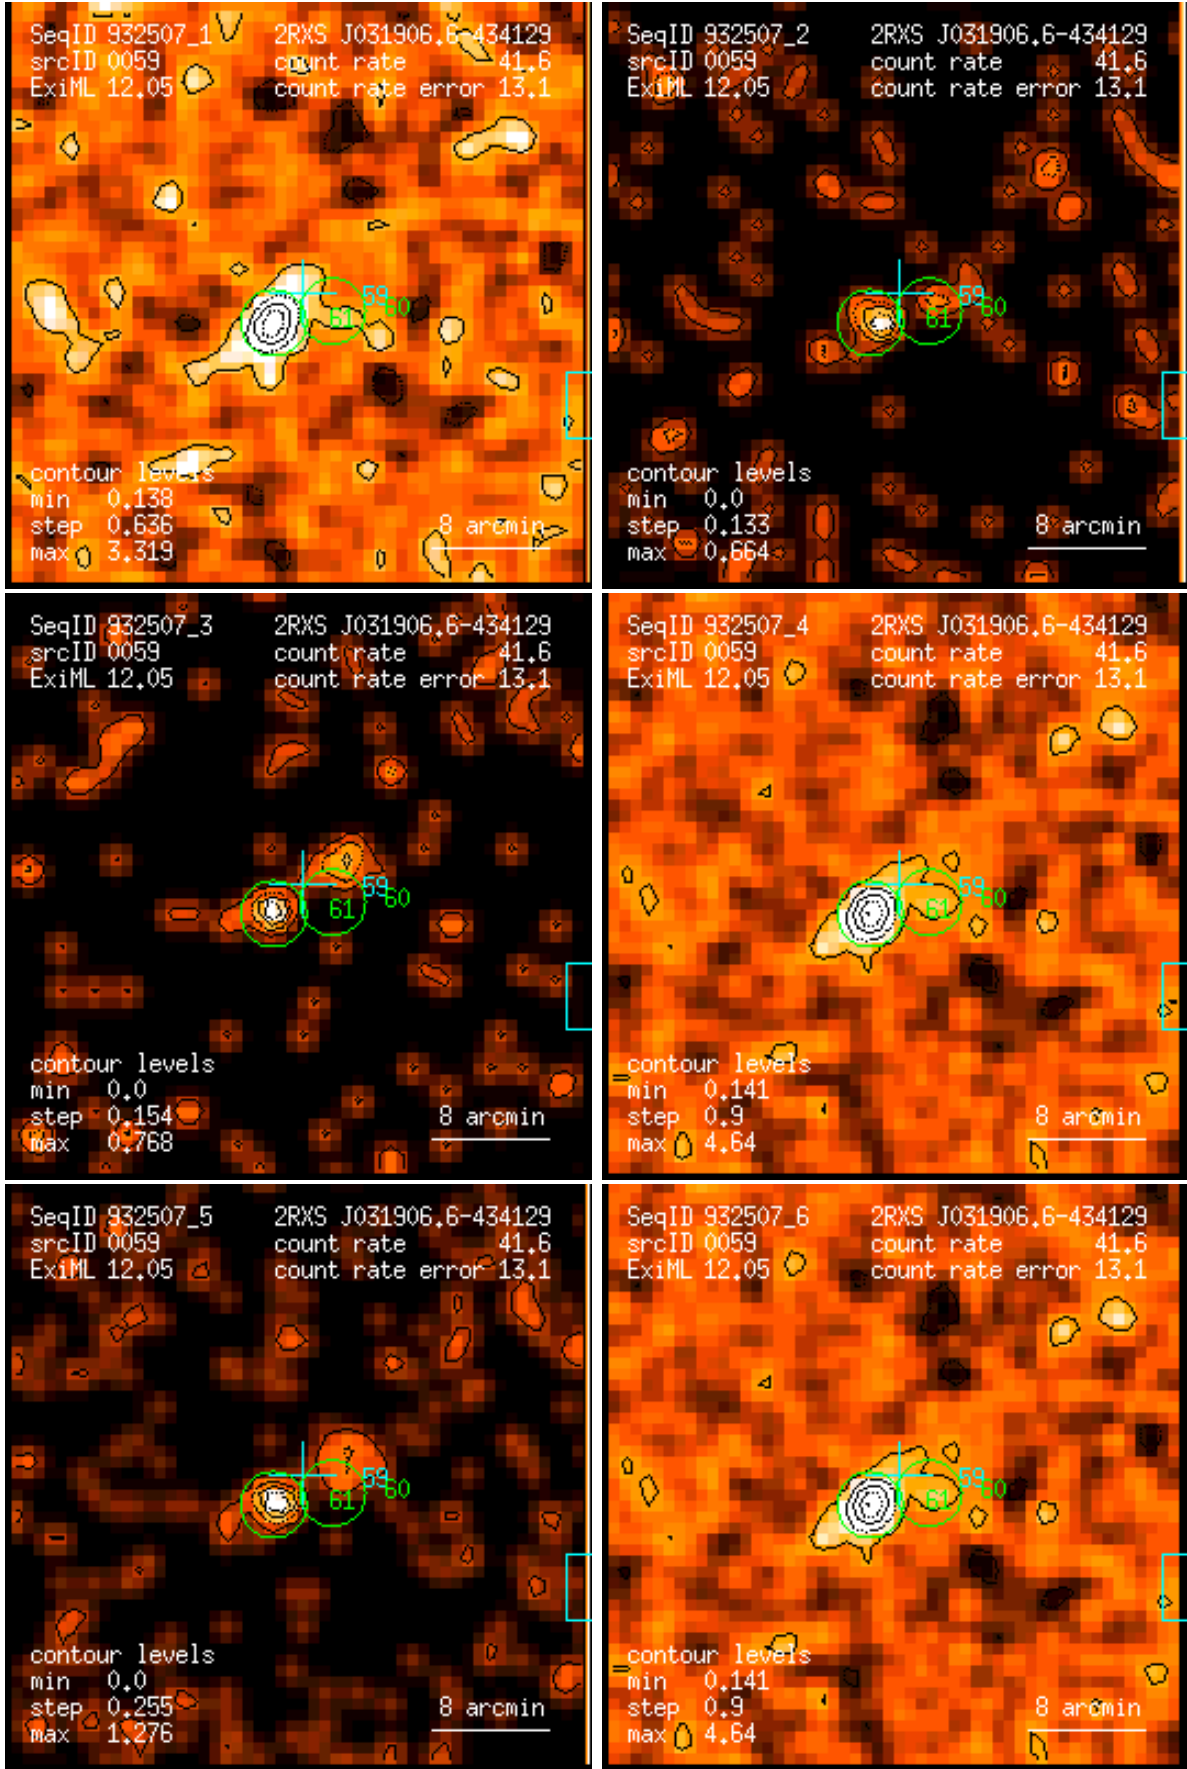 SeqID 932507_1 2RXS J031906.6-434129
srcID 0059 count rate 41.6
ExiML 12.05 count rate error 13.1
59
60
61
contour levels
min 0.138
step 0.636 8 arcmin
max 3.319
SeqID 932507_2 2RXS J031906.6-434129
srcID 0059 count rate 41.6
ExiML 12.05 count rate error 13.1
59
60
61
contour levels
min 0.0
step 0.133 8 arcmin
max 0.664
SeqID 932507_3 2RXS J031906.6-434129
srcID 0059 count rate 41.6
ExiML 12.05 count rate error 13.1
59
60
61
contour levels
min 0.0
step 0.154 8 arcmin
max 0.768
SeqID 932507_4 2RXS J031906.6-434129
srcID 0059 count rate 41.6
ExiML 12.05 count rate error 13.1
59
60
61
contour levels
min 0.141
step 0.9 8 arcmin
max 4.64
SeqID 932507_5 2RXS J031906.6-434129
srcID 0059 count rate 41.6
ExiML 12.05 count rate error 13.1
59
60
61
contour levels
min 0.0
step 0.255 8 arcmin
max 1.276
SeqID 932507_6 2RXS J031906.6-434129
srcID 0059 count rate 41.6
ExiML 12.05 count rate error 13.1
59
60
61
contour levels
min 0.141
step 0.9 8 arcmin
max 4.64